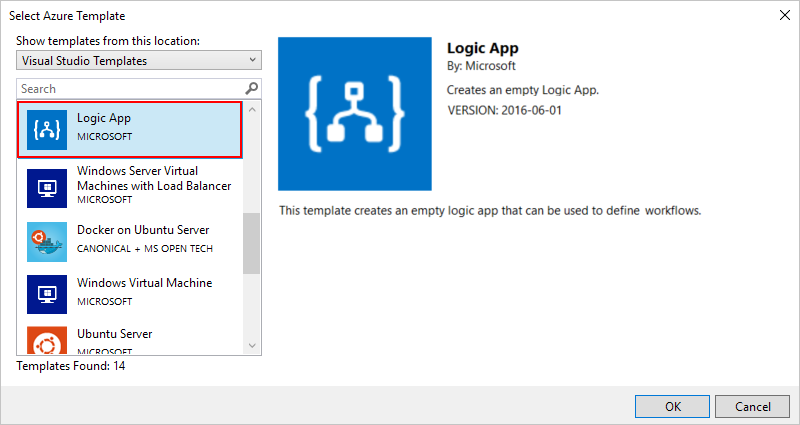 Select Azure Template
Show templates from this location:
Visual Studio Templates
Search
Logic App
MICROSOFT
Windows Server Virtual
Machines with Load Balancer
MICROSOFT
Docker on Ubuntu Server
CANONICAL + MS OPEN TECH
Windows Virtual Machine
MICROSOFT
Ubuntu Server
MICROSOFT
Templates Found: 14
Logic App
By: Microsoft
Creates an empty Logic App.
VERSION: 2016-06-01
This template creates an empty logic app that can be used to define workflows.
OK
Cancel